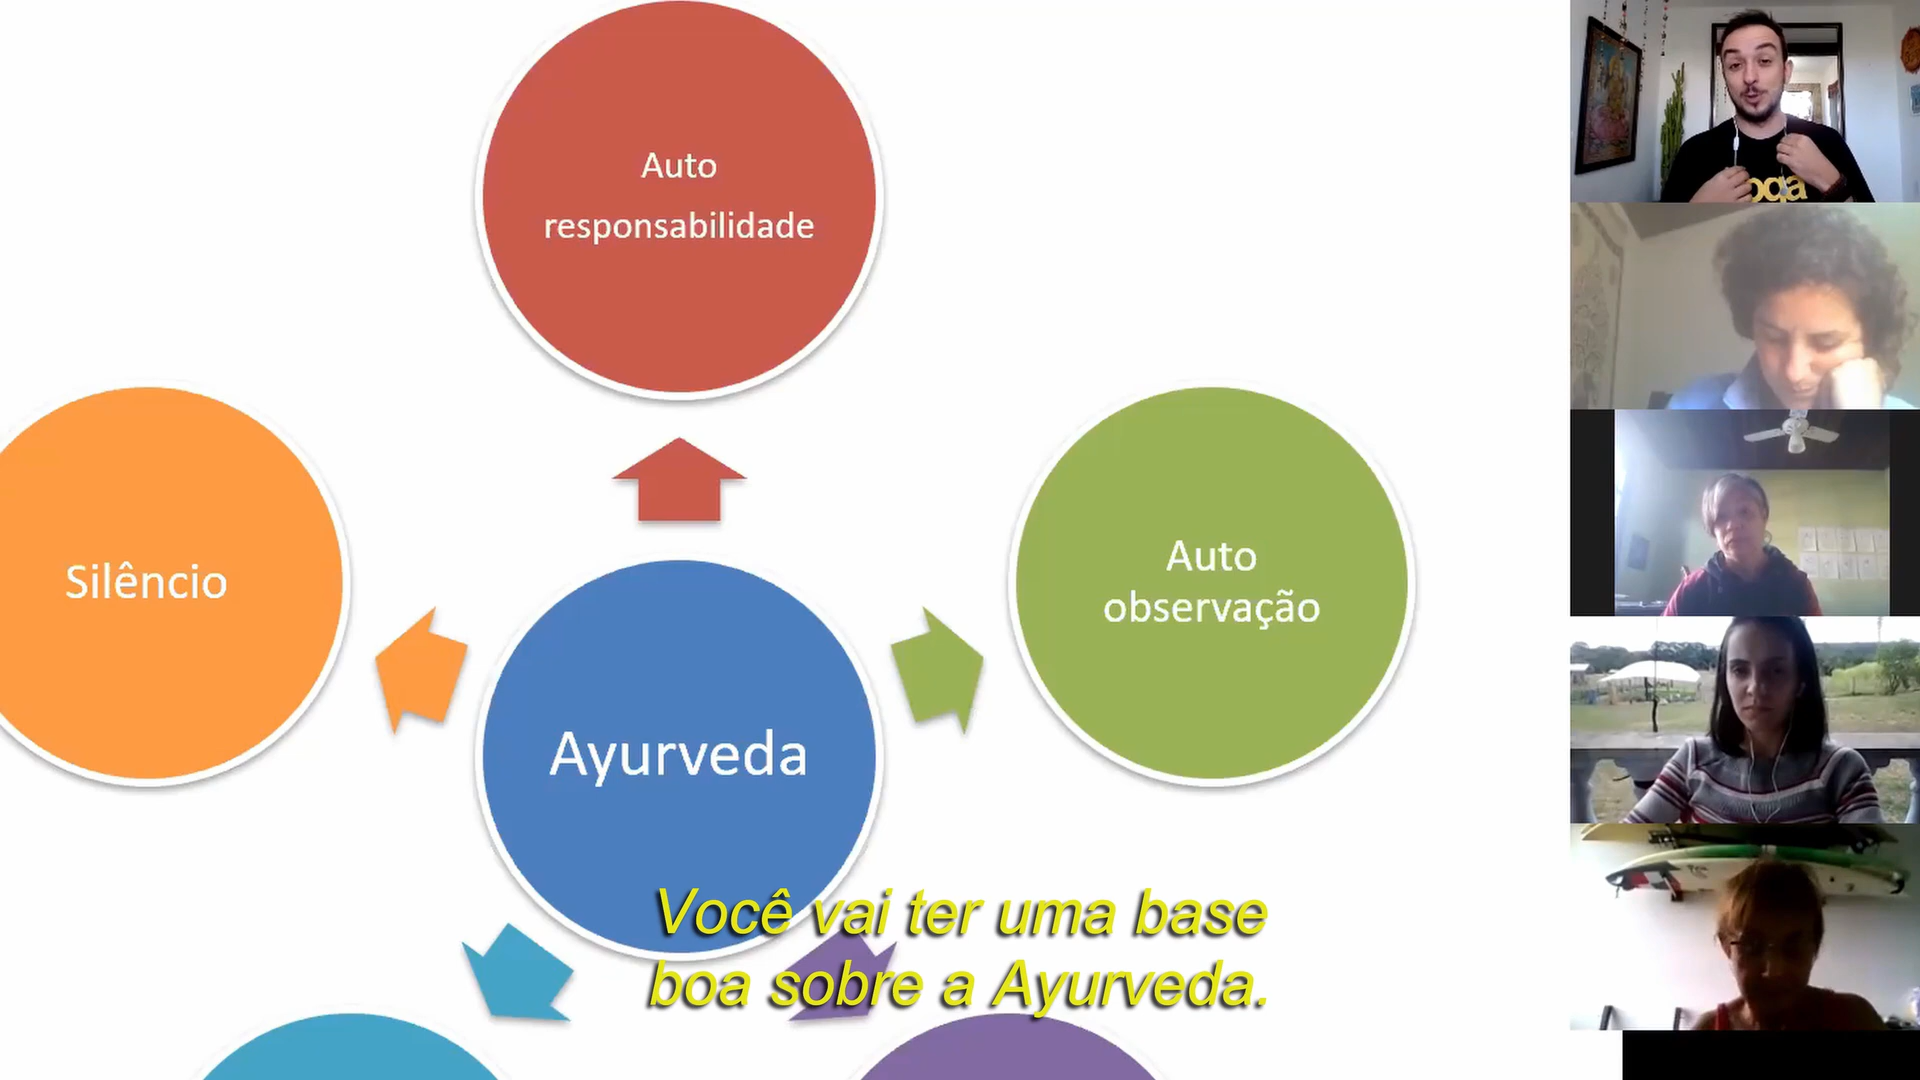 Auto
responsabilidade
Silêncio
Auto
observação
Ayurveda
Você vai ter uma base
boa sobre a Ayurveda.